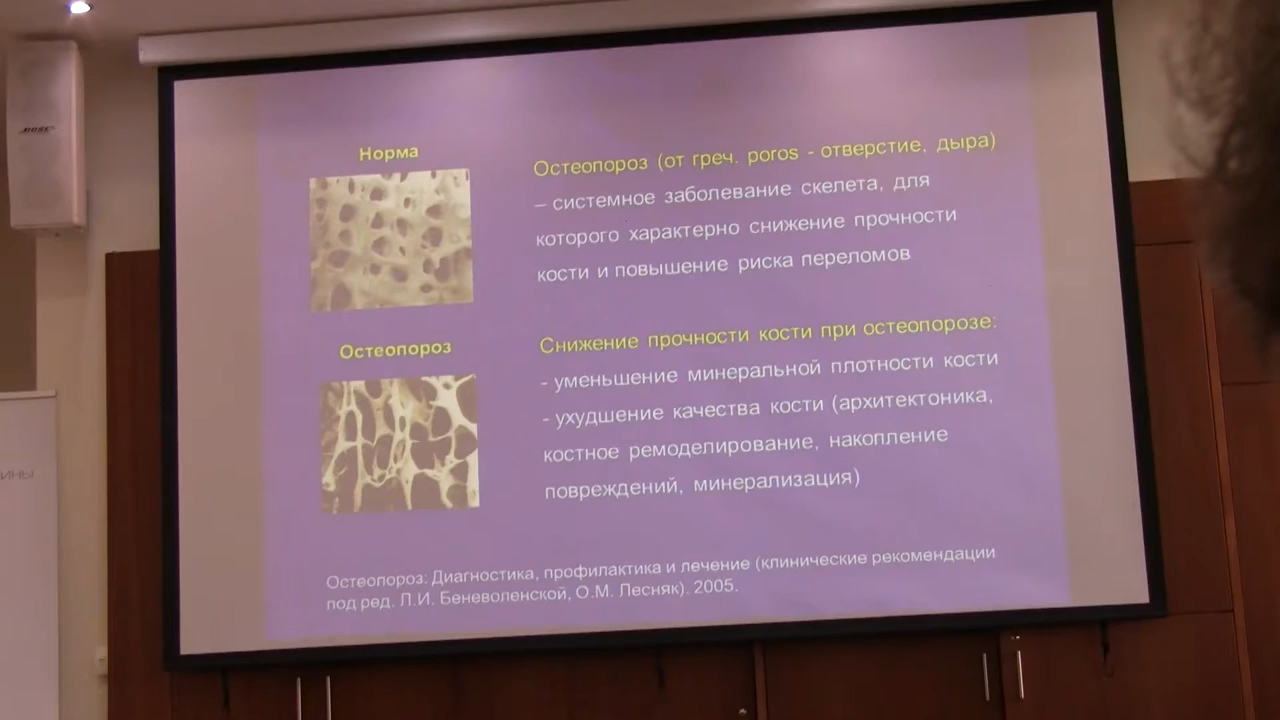 BOSE
Норма
Остеопороз (от греч. poros - отверстие, дыра)
– системное заболевание скелета, для
которого характерно снижение прочности
кости и повышение риска переломов
Остеопороз
Снижение прочности кости при остеопорозе:
- уменьшение минеральной плотности кости
- ухудшение качества кости (архитектоника,
костное ремоделирование, накопление
повреждений, минерализация)
Остеопороз: Диагностика, профилактика и лечение (клинические рекомендации
под ред. Л.И. Беневоленской, О.М. Лесняк). 2005.
ИНЫ